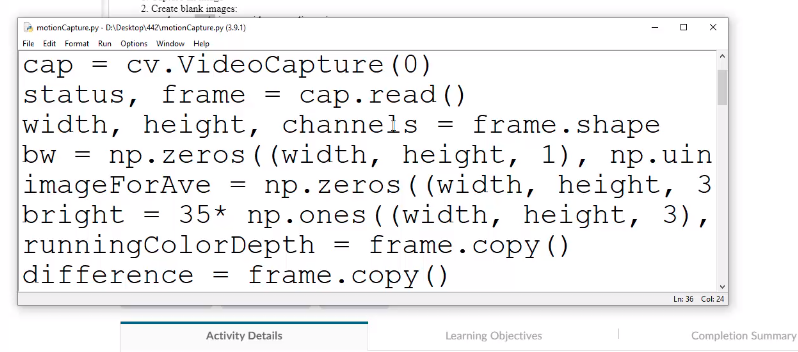 2. Create blank images:
motionCapture.py - D:\Desktop\442\motionCapture.py (3.9.1)
File Edit Format Run Options Window Help
cap = cv.VideoCapture(0)
status, frame = cap.read()
width, height, channels = frame.shape
bw = np.zeros((width, height, 1), np.uin
imageForAve = np.zeros((width, height, 3
bright = 35* np.ones((width, height, 3),
runningColorDepth = frame.copy()
difference = frame.copy()
Ln: 36 Col: 24
Activity Details
Learning Objectives
Completion Summary